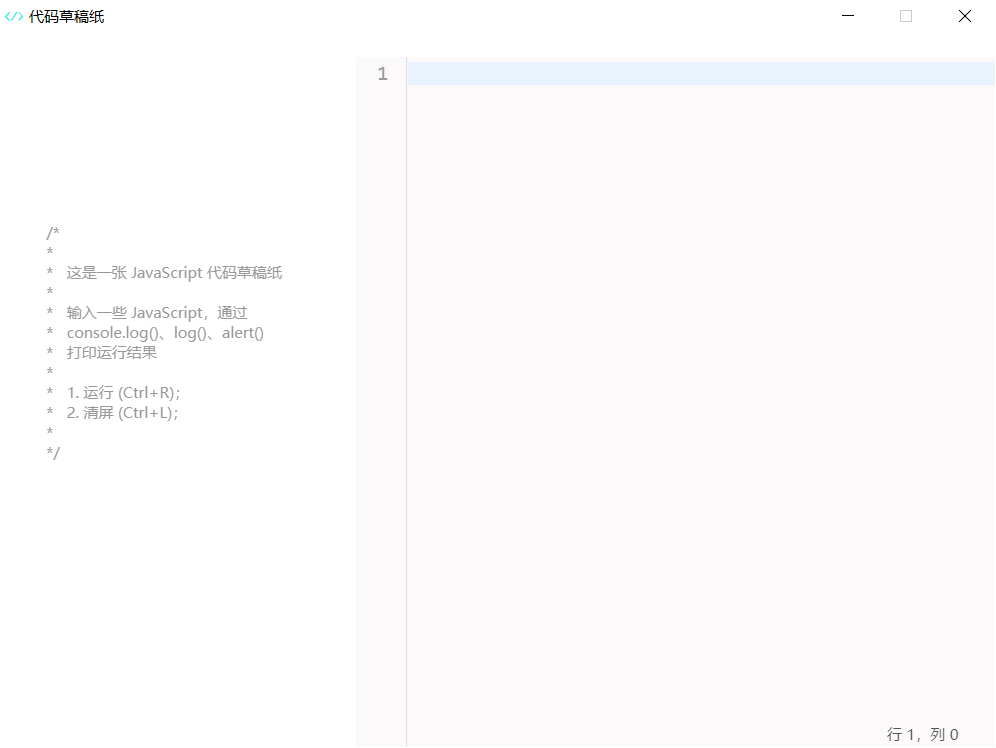 </> 代码草稿纸
/*
*
* 这是一张 JavaScript 代码草稿纸
*
* 输入一些 JavaScript，通过
* console.log()、log()、alert()
* 打印运行结果
*
* 1. 运行 (Ctrl+R)；
* 2. 清屏 (Ctrl+L)；
*
*/
1
行 1，列 0